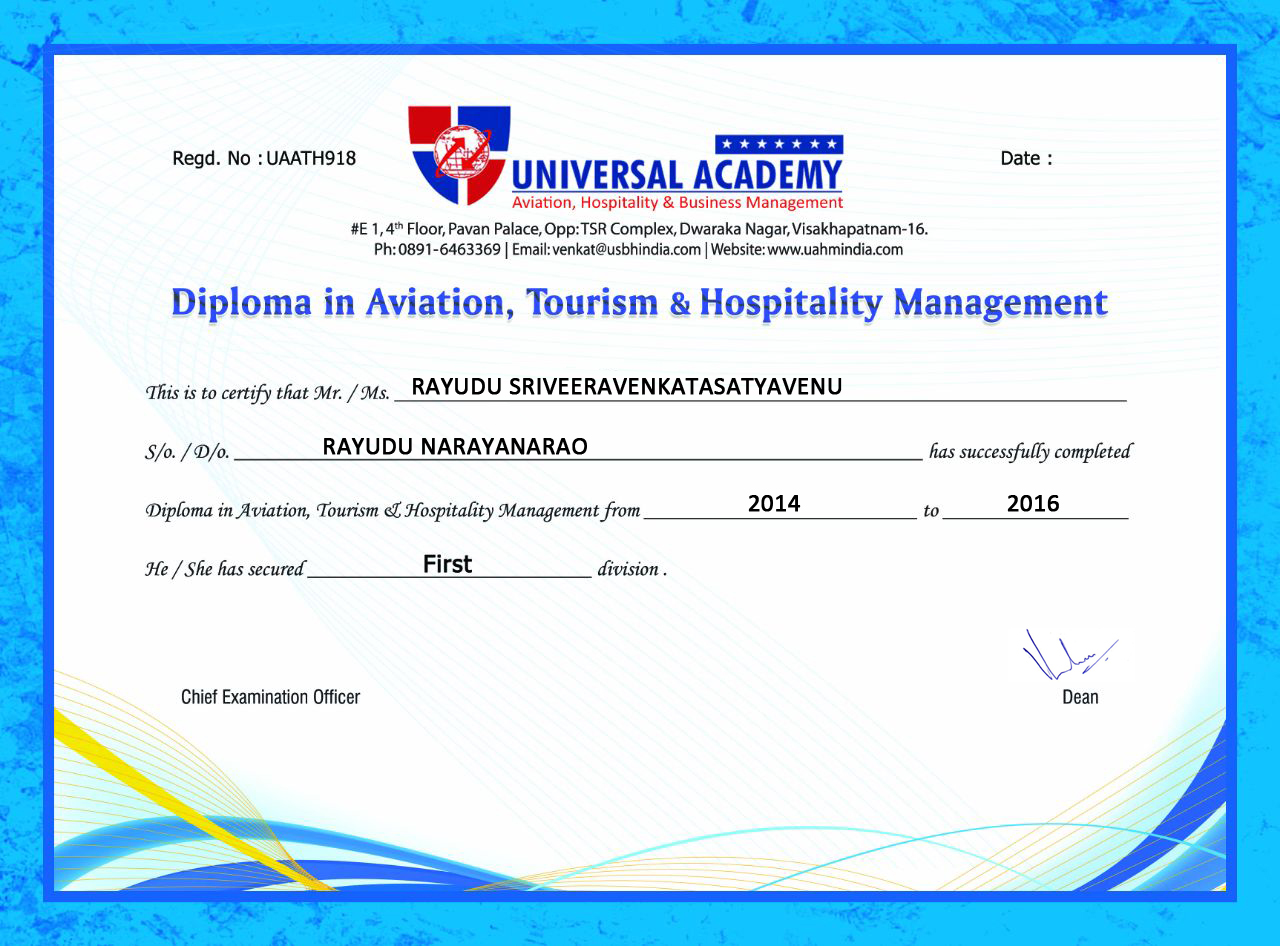 Regd. No : UAATH918
Date :
UNIVERSAL ACADEMY
Aviation, Hospitality & Business Management
#E 1, 4th Floor, Pavan Palace, Opp: TSR Complex, Dwaraka Nagar, Visakhapatnam-16.
Ph: 0891-6463369 | Email: venkat@usbhindia.com | Website: www.uahmindia.com
Diploma in Aviation, Tourism & Hospitality Management
This is to certify that Mr. / Ms. RAYUDU SRIVEERAVENKATASATYAVENU
S/o. / D/o. RAYUDU NARAYANARAO has successfully completed
Diploma in Aviation, Tourism & Hospitality Management from 2014 to 2016
He / She has secured First division .
Chief Examination Officer
Dean